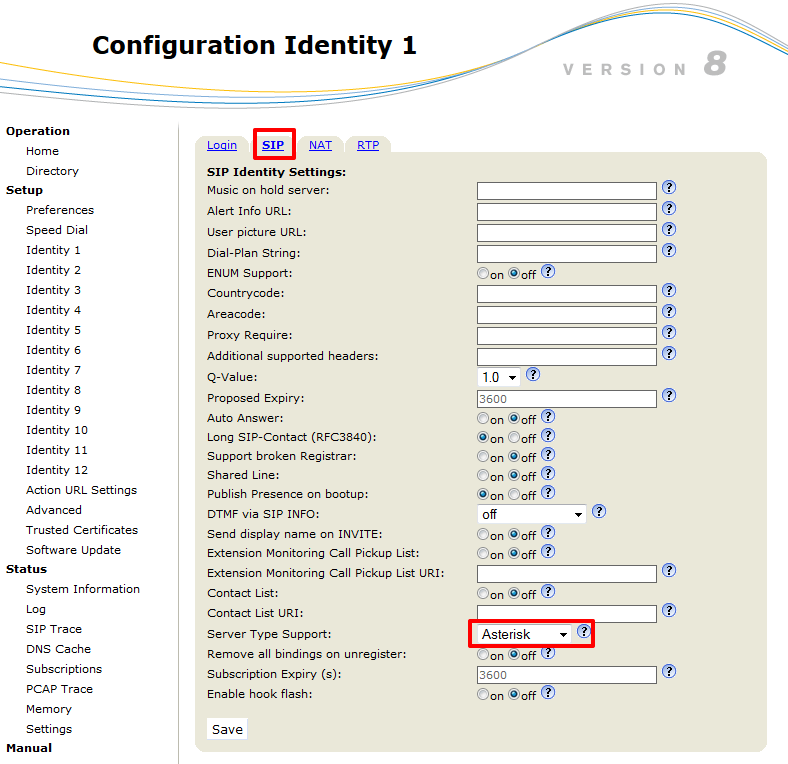 Configuration Identity 1
VERSION 8
Operation
Home
Directory
Setup
Preferences
Speed Dial
Identity 1
Identity 2
Identity 3
Identity 4
Identity 5
Identity 6
Identity 7
Identity 8
Identity 9
Identity 10
Identity 11
Identity 12
Action URL Settings
Advanced
Trusted Certificates
Software Update
Status
System Information
Log
SIP Trace
DNS Cache
Subscriptions
PCAP Trace
Memory
Settings
Manual
Login SIP NAT RTP
SIP Identity Settings:
Music on hold server: ?
Alert Info URL: ?
User picture URL: ?
Dial-Plan String: ?
ENUM Support: on off ?
Countrycode: ?
Areacode: ?
Proxy Require: ?
Additional supported headers: ?
Q-Value: 1.0 ?
Proposed Expiry: 3600 ?
Auto Answer: on off ?
Long SIP-Contact (RFC3840): on off ?
Support broken Registrar: on off ?
Shared Line: on off ?
Publish Presence on bootup: on off ?
DTMF via SIP INFO: off ?
Send display name on INVITE: on off ?
Extension Monitoring Call Pickup List: on off ?
Extension Monitoring Call Pickup List URI: ?
Contact List: on off ?
Contact List URI: ?
Server Type Support: Asterisk ?
Remove all bindings on unregister: on off ?
Subscription Expiry (s): 3600 ?
Enable hook flash: on off ?
Save